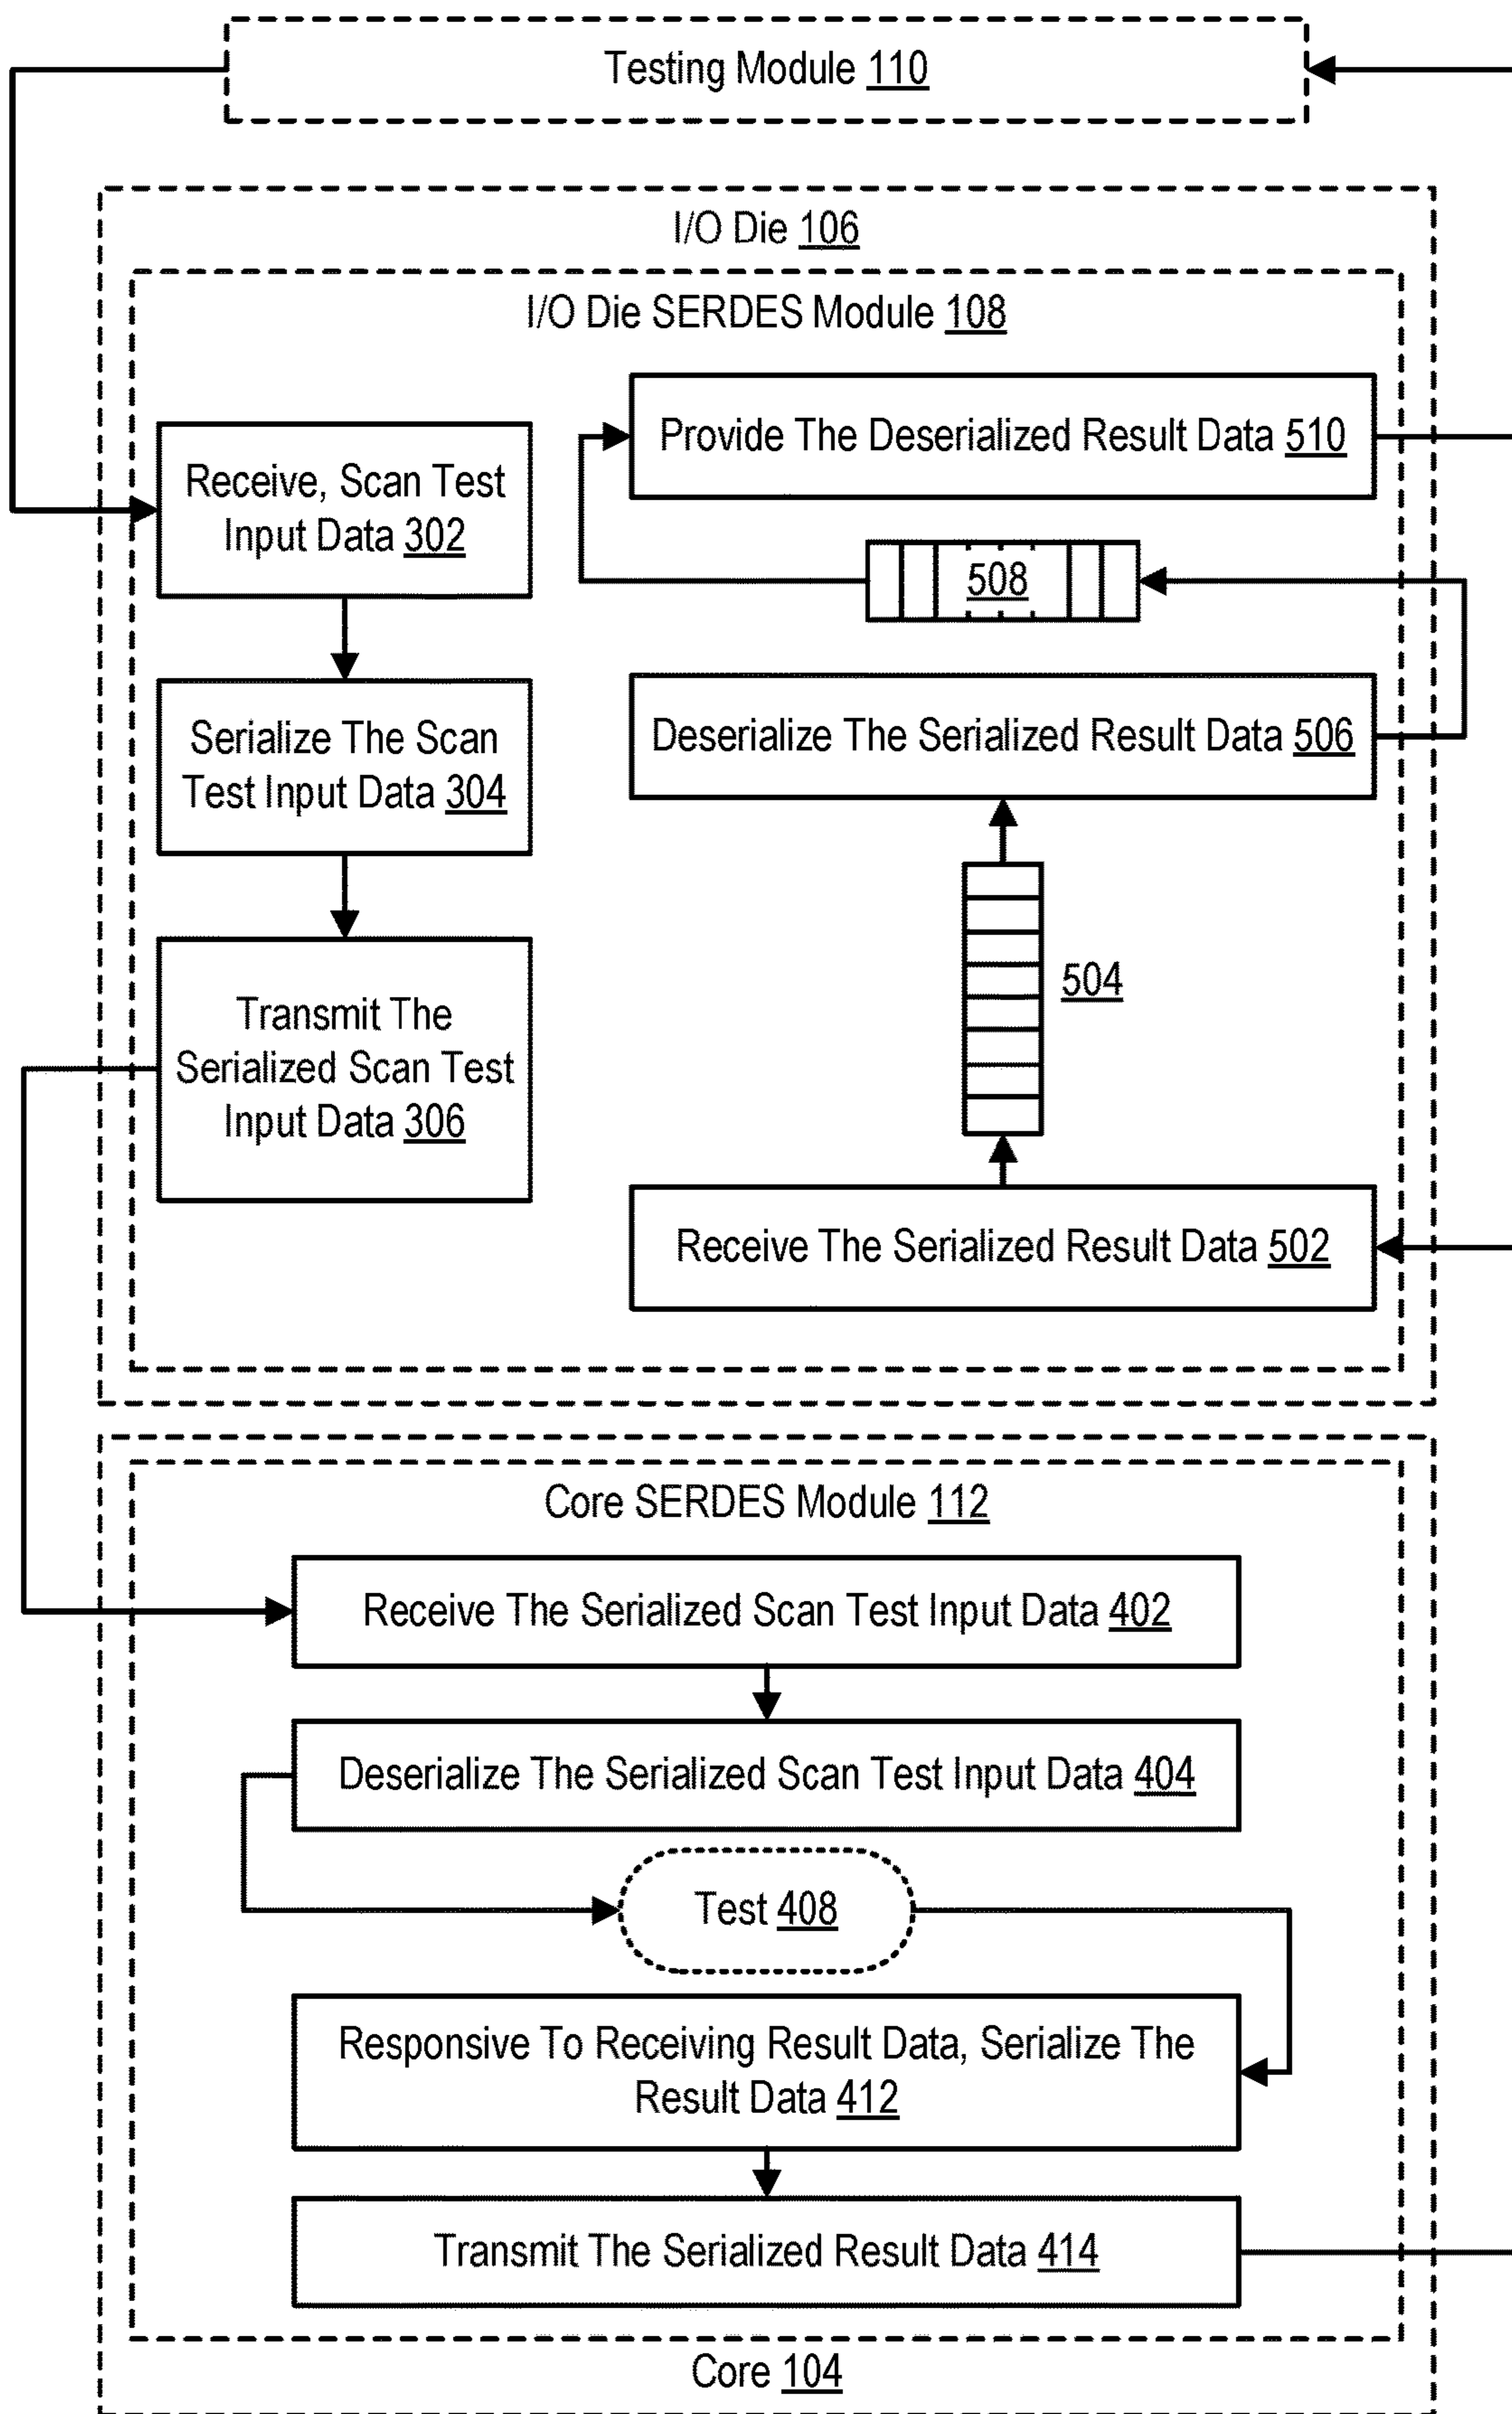 Testing Module 110
I/O Die 106
I/O Die SERDES Module 108
Receive, Scan Test
Input Data 302
Serialize The Scan
Test Input Data 304
Transmit The
Serialized Scan Test
Input Data 306
Provide The Deserialized Result Data 510
508
Deserialize The Serialized Result Data 506
504
Receive The Serialized Result Data 502
Core SERDES Module 112
Receive The Serialized Scan Test Input Data 402
Deserialize The Serialized Scan Test Input Data 404
Test 408
Responsive To Receiving Result Data, Serialize The
Result Data 412
Transmit The Serialized Result Data 414
Core 104